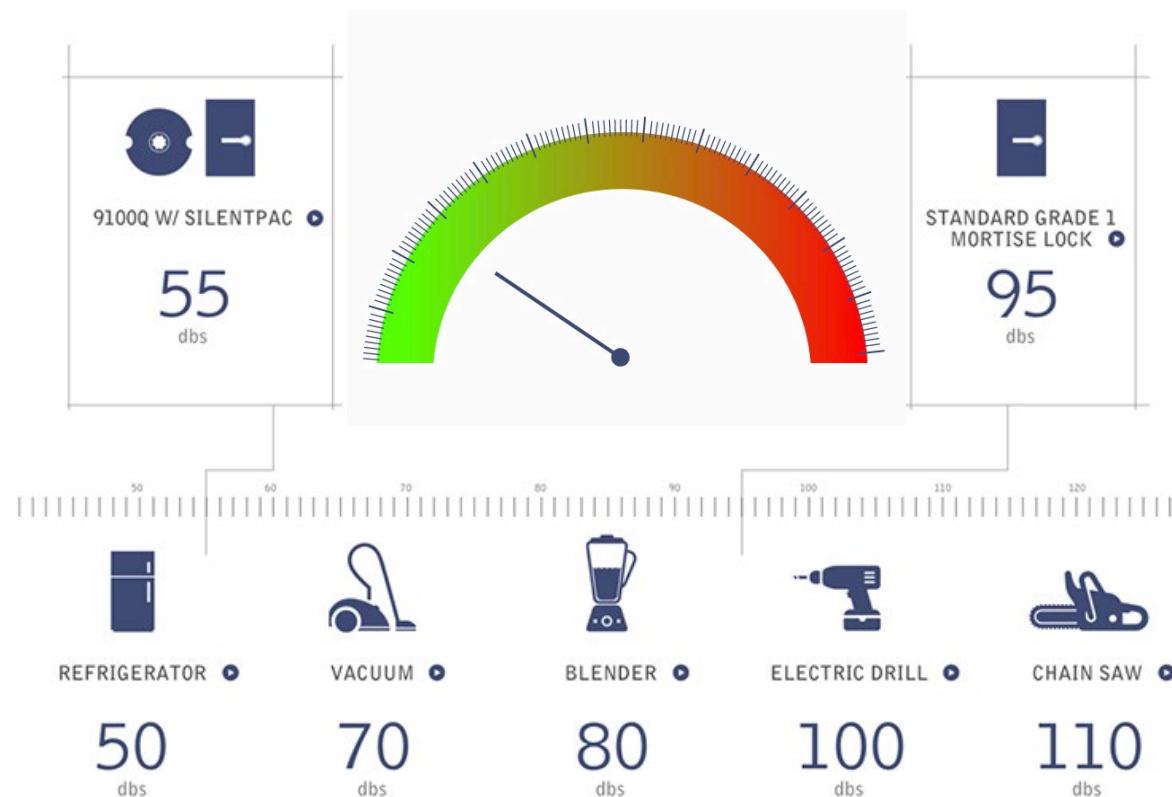 9100Q W/ SILENTPAC
55
dbs
STANDARD GRADE 1
MORTISE LOCK
95
dbs
50 60 70 80 90 100 110 120
REFRIGERATOR
50
dbs
VACUUM
70
dbs
BLENDER
80
dbs
ELECTRIC DRILL
100
dbs
CHAIN SAW
110
dbs